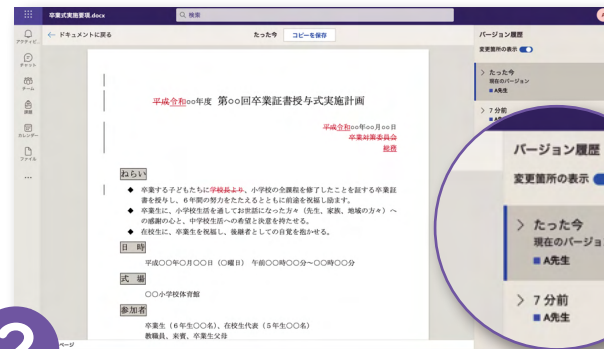 卒業式実施要項.docx
検索
A
アクティビ...
チャット
チーム
課題
カレンダー
ファイル
...
← ドキュメントに戻る
たった今
コピーを保存
平成令和○○年度 第○○回卒業証書授与式実施計画
平成令和○○年○○月○○日
卒業対策委員会
総務
ねらい
◆ 卒業する子どもたちに学校長より、小学校の全課程を修了したことを証する卒業証
書を授与し、6年間の努力をたたえるとともに前途を祝福し励ます。
◆ 卒業生に、小学校生活を通してお世話になった方々（先生、家族、地域の方々）へ
の感謝の心と、中学校生活への希望と決意を持たせる。
◆ 在校生に、卒業生を祝福し、後継者としての自覚を抱かせる。
日 時
平成○○年○月○○日（○曜日） 午前○○時○○分～○○時○○分
式 場
○○小学校体育館
参加者
卒業生（6年生○○名）、在校生代表（5年生○○名）
教職員、来賓、卒業生父母
ページ
2
バージョン履歴
変更箇所の表示
> たった今
現在のバージョン
A先生
> 7分前
バージョン履歴
変更箇所の表示
> たった今
現在のバージョ
A先生
> 7分前
A先生